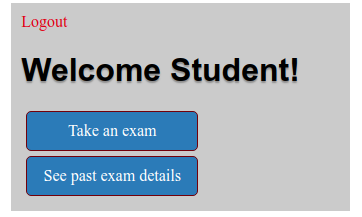 Logout
Welcome Student!
Take an exam
See past exam details